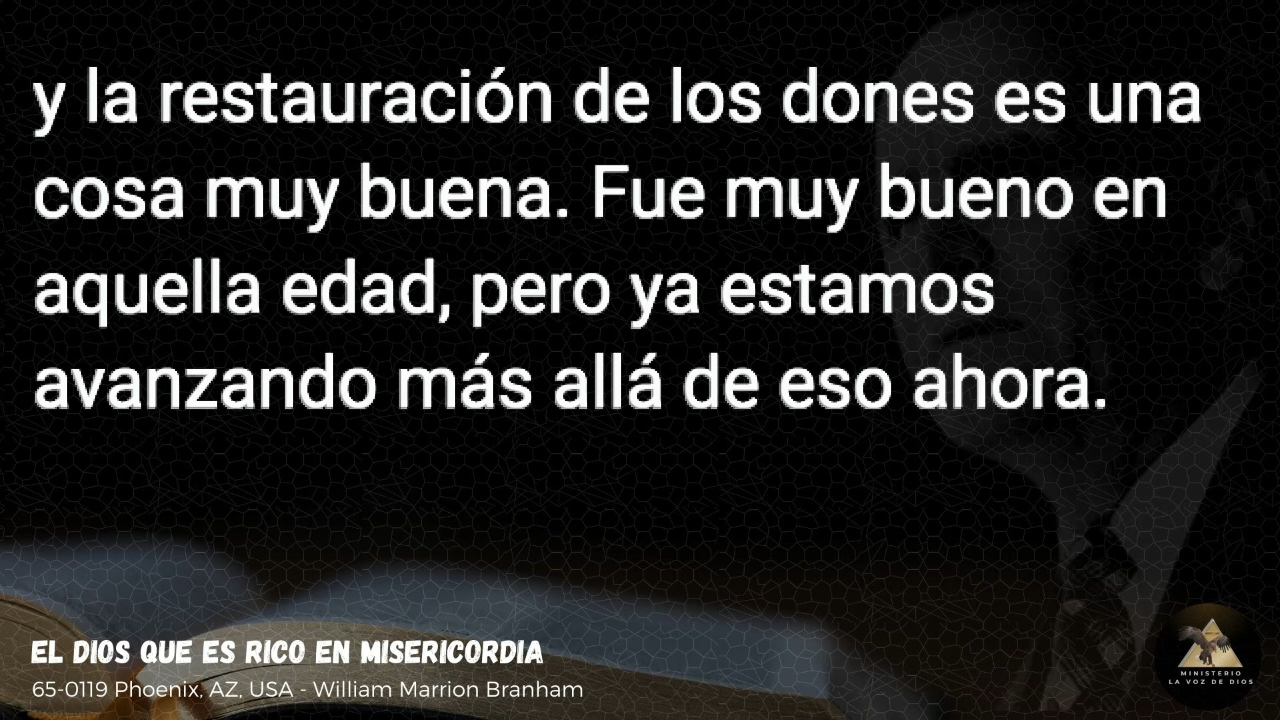 y la restauración de los dones es una
cosa muy buena. Fue muy bueno en
aquella edad, pero ya estamos
avanzando más allá de eso ahora.
EL DIOS QUE ES RICO EN MISERICORDIA
65-0119 Phoenix, AZ, USA - William Marrion Branham
MINISTERIO
LA VOZ DE DIOS